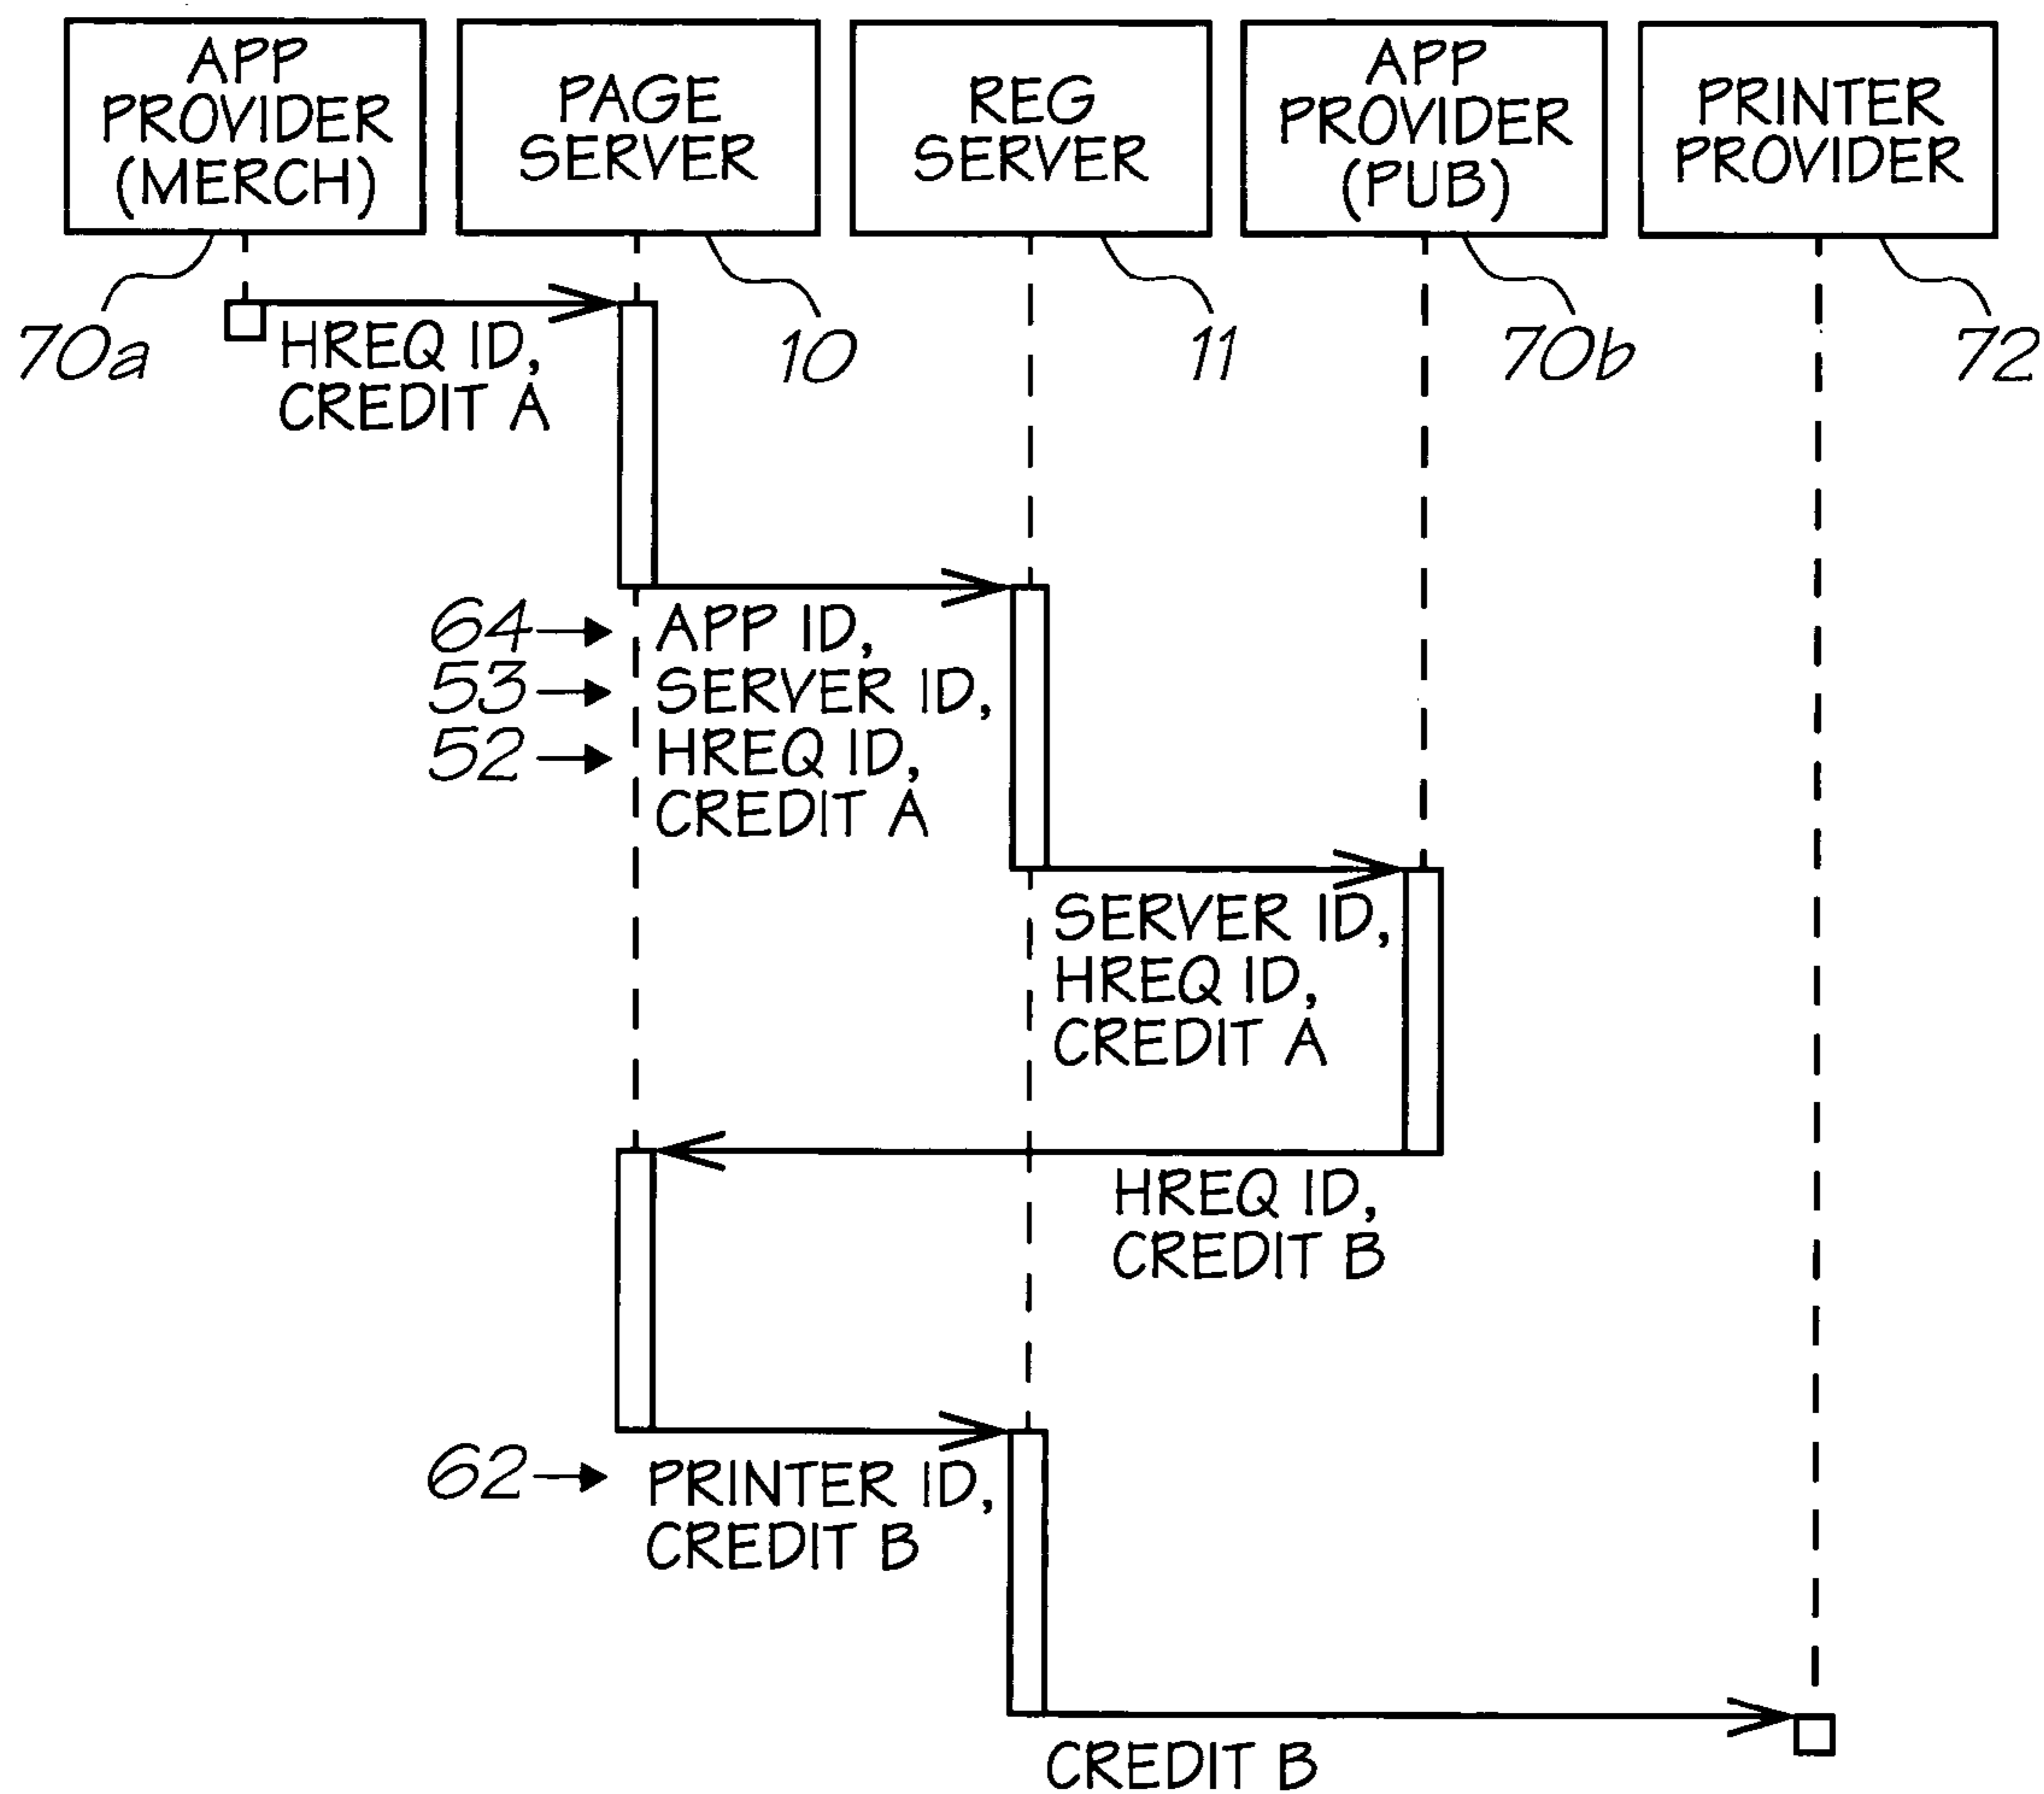 APP
PROVIDER
(MERCH)
PAGE
SERVER
REG
SERVER
APP
PROVIDER
(PUB)
PRINTER
PROVIDER
70a
10
11
70b
72
HREQ ID,
CREDIT A
64
APP ID,
53
SERVER ID,
52
HREQ ID,
CREDIT A
SERVER ID,
HREQ ID,
CREDIT A
HREQ ID,
CREDIT B
62
PRINTER ID,
CREDIT B
CREDIT B